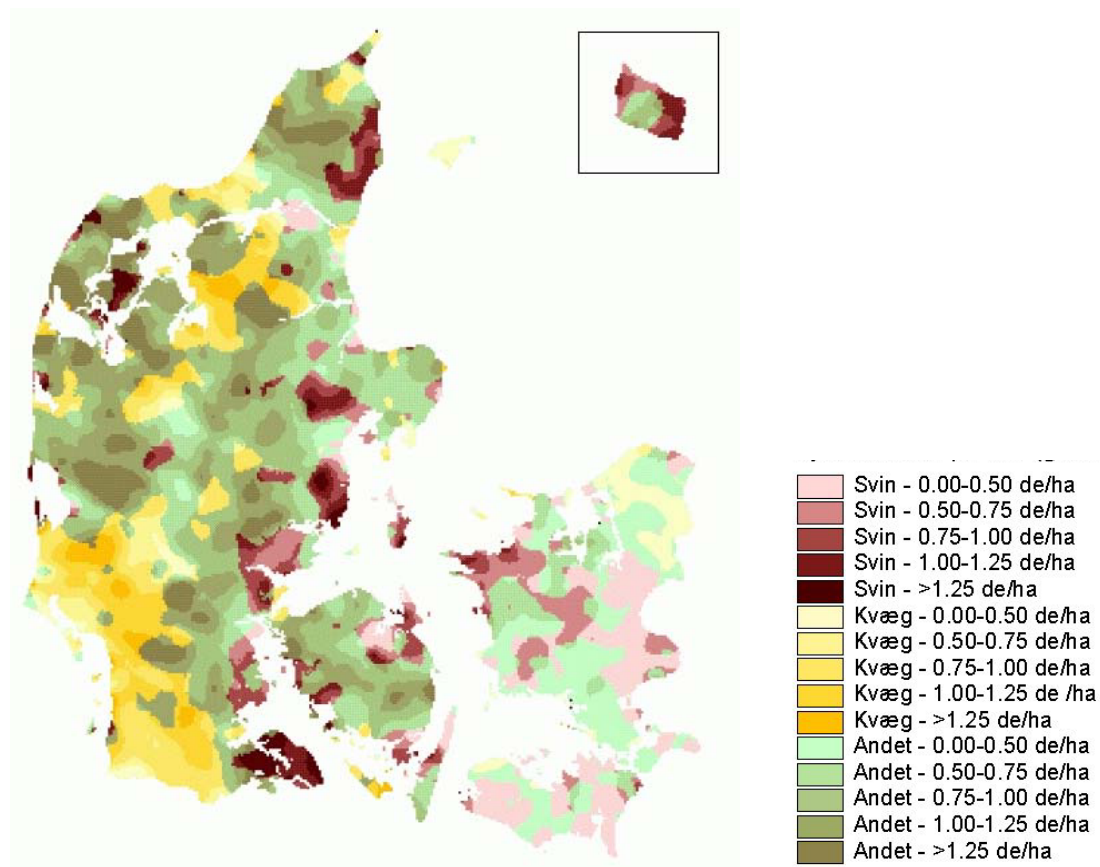 Svin - 0.00-0.50 de/ha
Svin - 0.50-0.75 de/ha
Svin - 0.75-1.00 de/ha
Svin - 1.00-1.25 de/ha
Svin - >1.25 de/ha
Kvæg - 0.00-0.50 de/ha
Kvæg - 0.50-0.75 de/ha
Kvæg - 0.75-1.00 de/ha
Kvæg - 1.00-1.25 de /ha
Kvæg - >1.25 de/ha
Andet - 0.00-0.50 de/ha
Andet - 0.50-0.75 de/ha
Andet - 0.75-1.00 de/ha
Andet - 1.00-1.25 de/ha
Andet - >1.25 de/ha